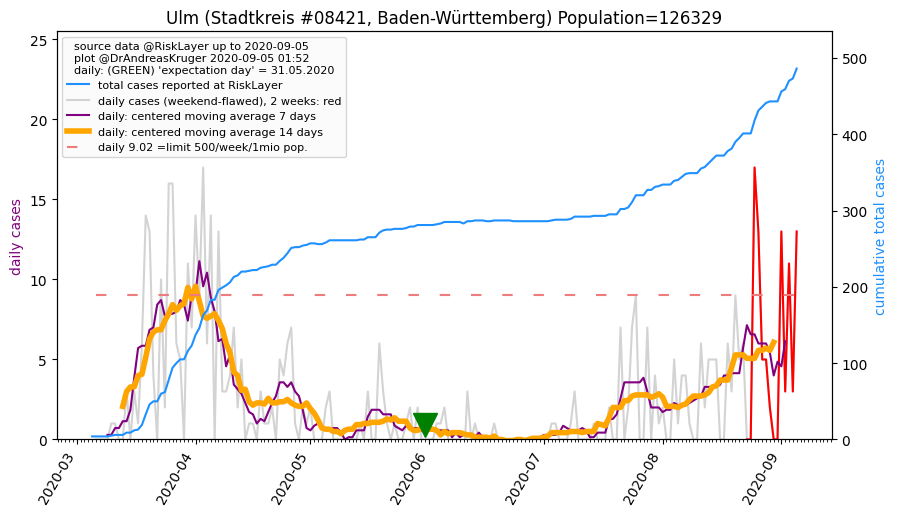 Ulm (Stadtkreis #08421, Baden-Württemberg) Population=126329
source data @RiskLayer up to 2020-09-05
plot @DrAndreasKruger 2020-09-05 01:52
daily: (GREEN) 'expectation day' = 31.05.2020
total cases reported at RiskLayer
daily cases (weekend-flawed), 2 weeks: red
daily: centered moving average 7 days
daily: centered moving average 14 days
daily 9.02 =limit 500/week/1mio pop.
daily cases
25
20
15
10
5
0
cumulative total cases
500
400
300
200
100
0
2020-03
2020-04
2020-05
2020-06
2020-07
2020-08
2020-09